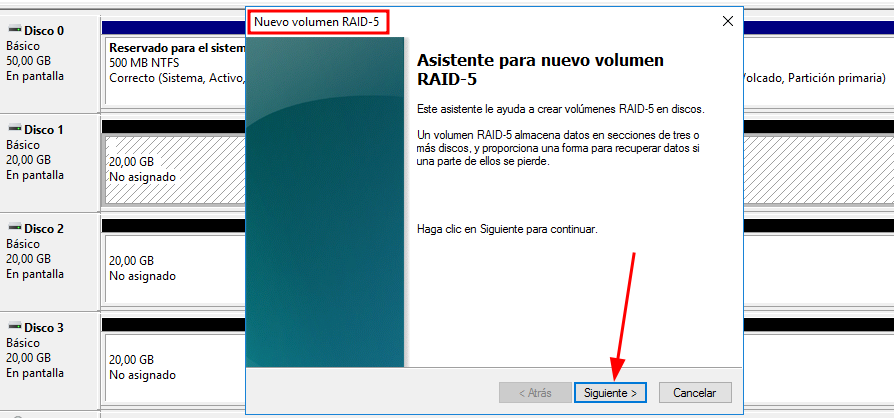 Disco 0
Básico
50,00 GB
En pantalla
Reservado para el sistem
500 MB NTFS
Correcto (Sistema, Activo,
Volcado, Partición primaria)
Disco 1
Básico
20,00 GB
En pantalla
20,00 GB
No asignado
Disco 2
Básico
20,00 GB
En pantalla
20,00 GB
No asignado
Disco 3
Básico
20,00 GB
En pantalla
20,00 GB
No asignado
Nuevo volumen RAID-5
Asistente para nuevo volumen
RAID-5
Este asistente le ayuda a crear volúmenes RAID-5 en discos.
Un volumen RAID-5 almacena datos en secciones de tres o
más discos, y proporciona una forma para recuperar datos si
una parte de ellos se pierde.
Haga clic en Siguiente para continuar.
< Atrás
Siguiente >
Cancelar